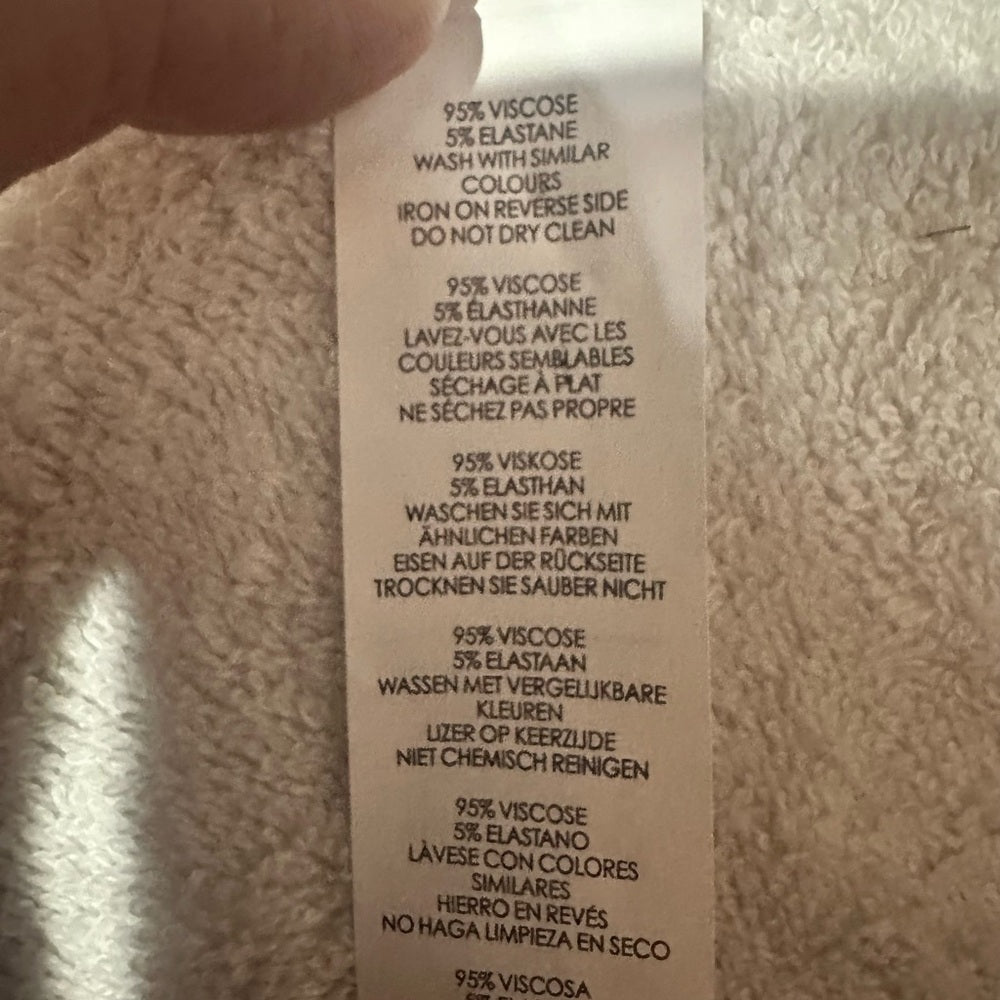 95% VISCOSE
5% ELASTANE
WASH WITH SIMILAR
COLOURS
IRON ON REVERSE SIDE
DO NOT DRY CLEAN
95% VISCOSE
5% ÉLASTHANNE
LAVEZ-VOUS AVEC LES
COULEURS SEMBLABLES
SÉCHAGE À PLAT
NE SÉCHEZ PAS PROPRE
95% VISKOSE
5% ELASTHAN
WASCHEN SIE SICH MIT
ÄHNLICHEN FARBEN
EISEN AUF DER RÜCKSEITE
TROCKNEN SIE SAUBER NICHT
95% VISCOSE
5% ELASTAAN
WASSEN MET VERGELIJKBARE
KLEUREN
IJZER OP KEERZIJDE
NIET CHEMISCH REINIGEN
95% VISCOSE
5% ELASTANO
LÀVESE CON COLORES
SIMILARES
HIERRO EN REVÉS
NO HAGA LIMPIEZA EN SECO
95% VISCOSA